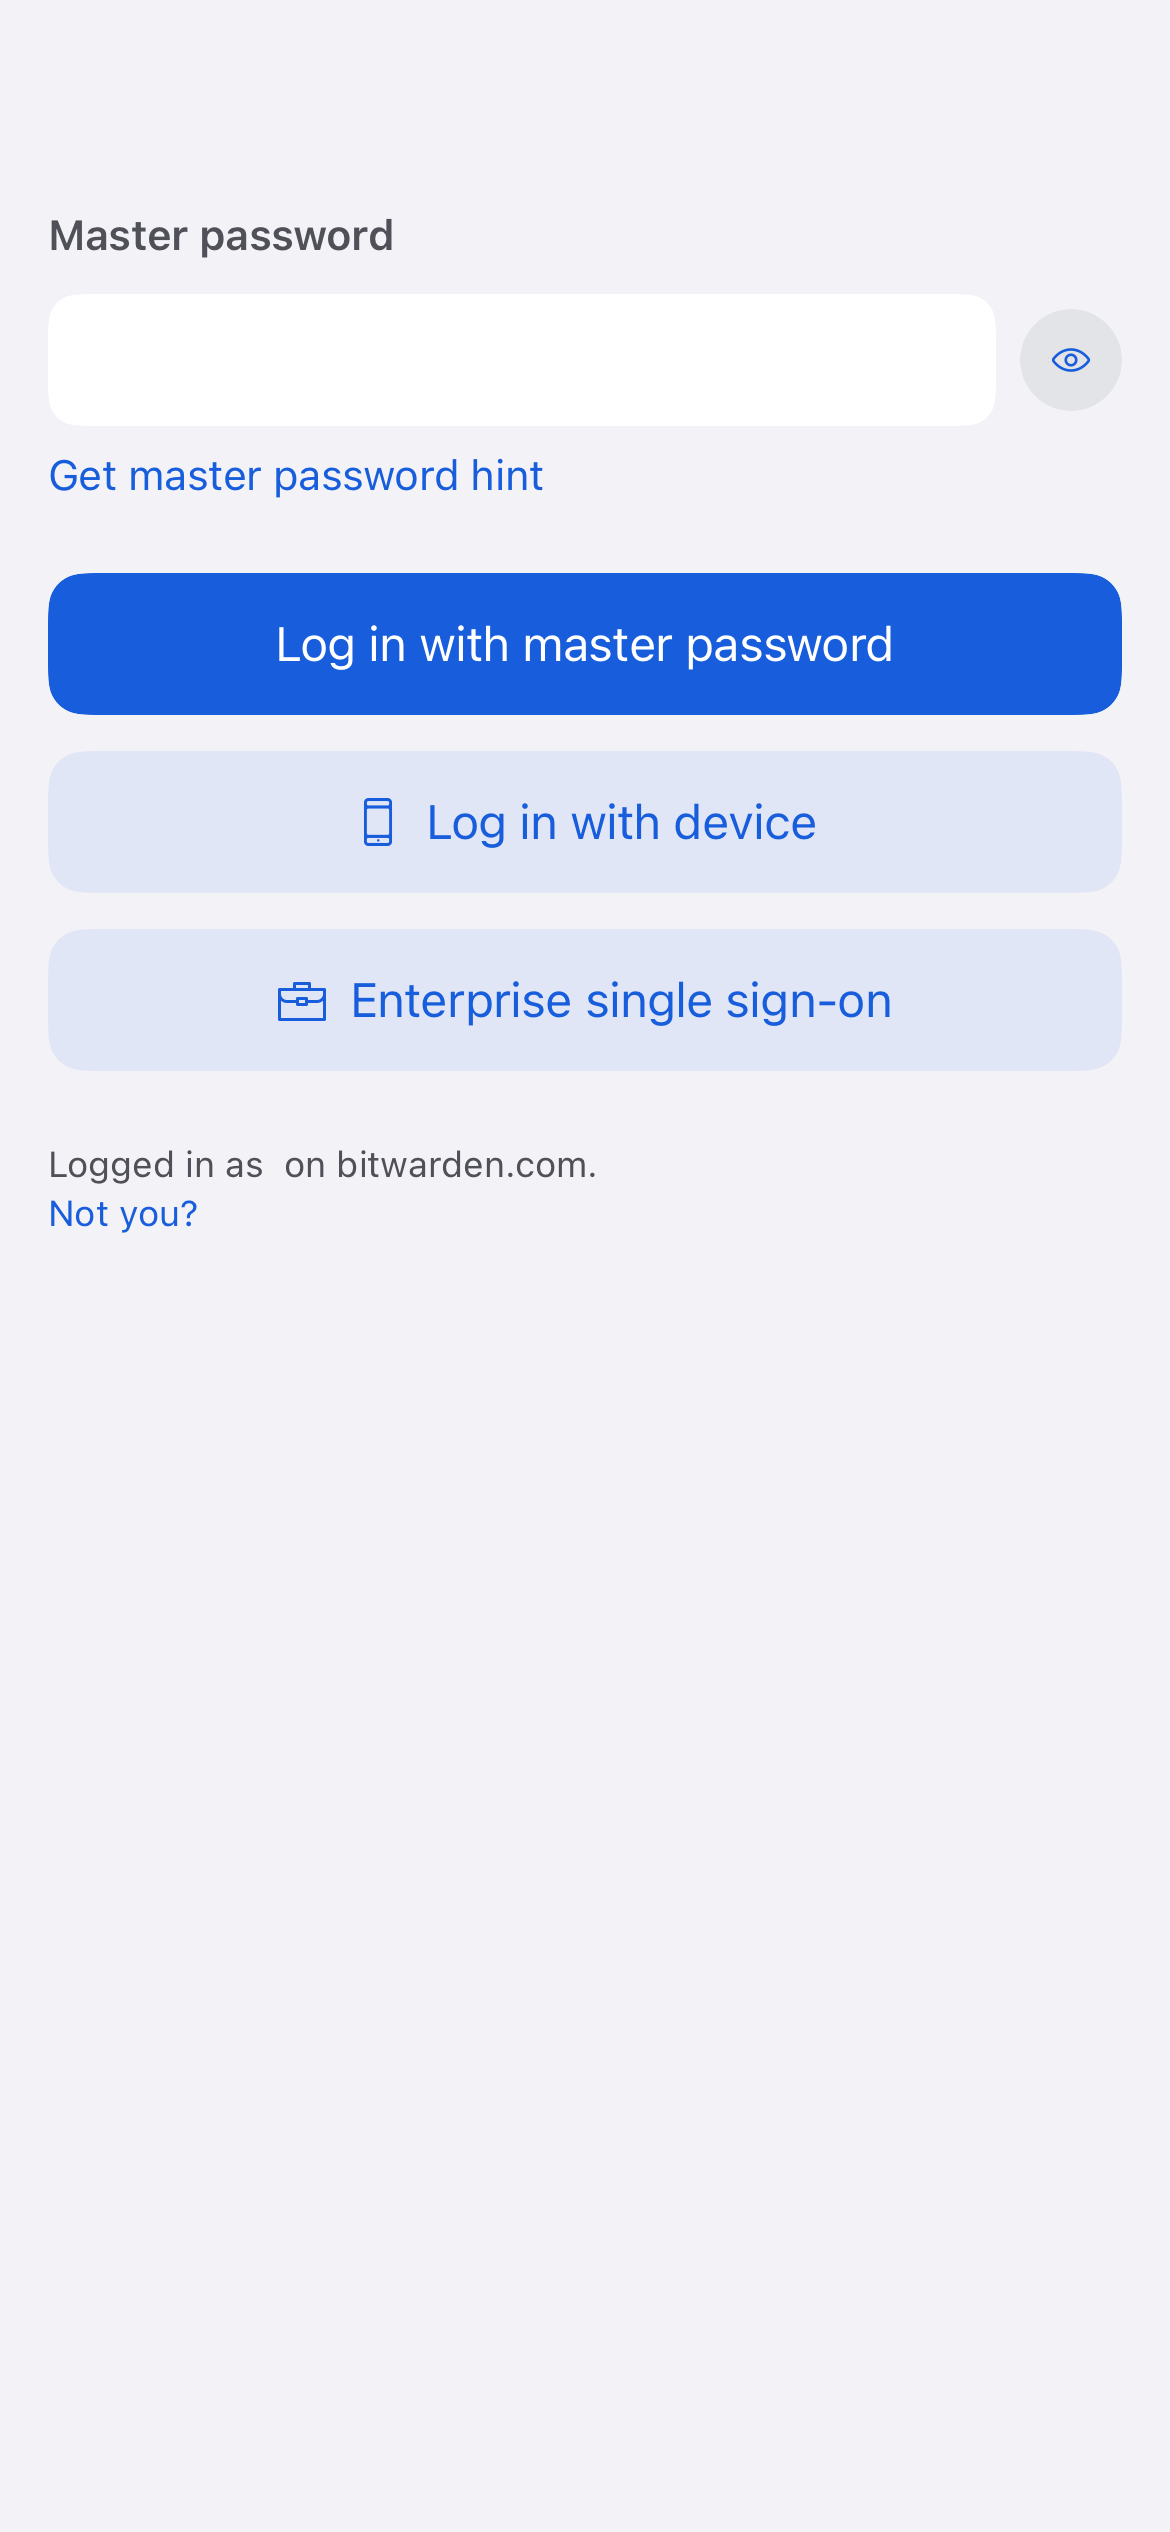 Master password
Get master password hint
Log in with master password
Log in with device
Enterprise single sign-on
Logged in as  on bitwarden.com.
Not you?